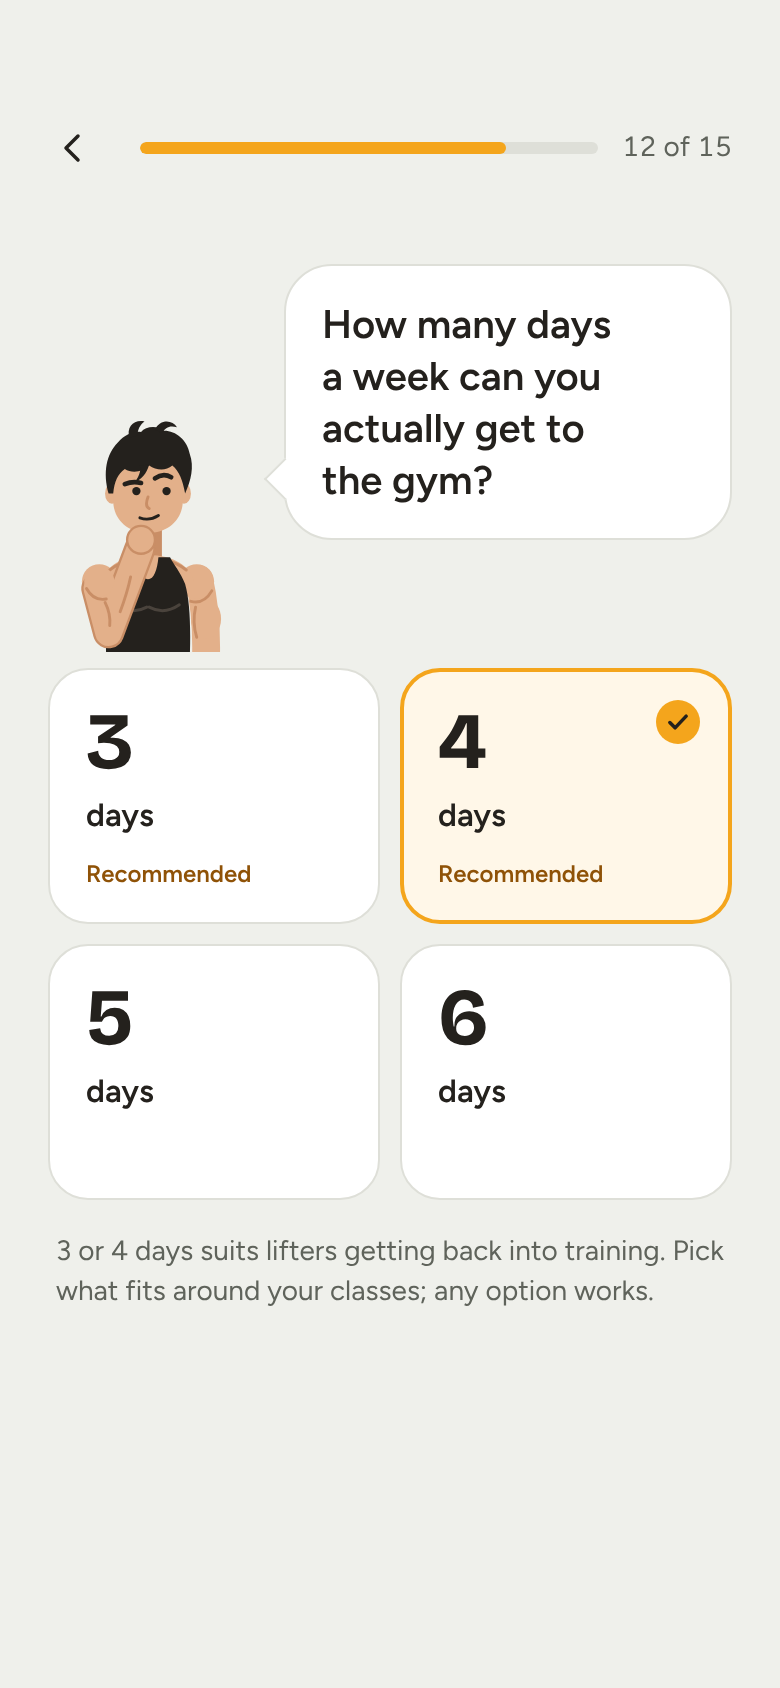 12 of 15
How many days
a week can you
actually get to
the gym?
3
days
Recommended
4
days
Recommended
5
days
6
days
3 or 4 days suits lifters getting back into training. Pick
what fits around your classes; any option works.